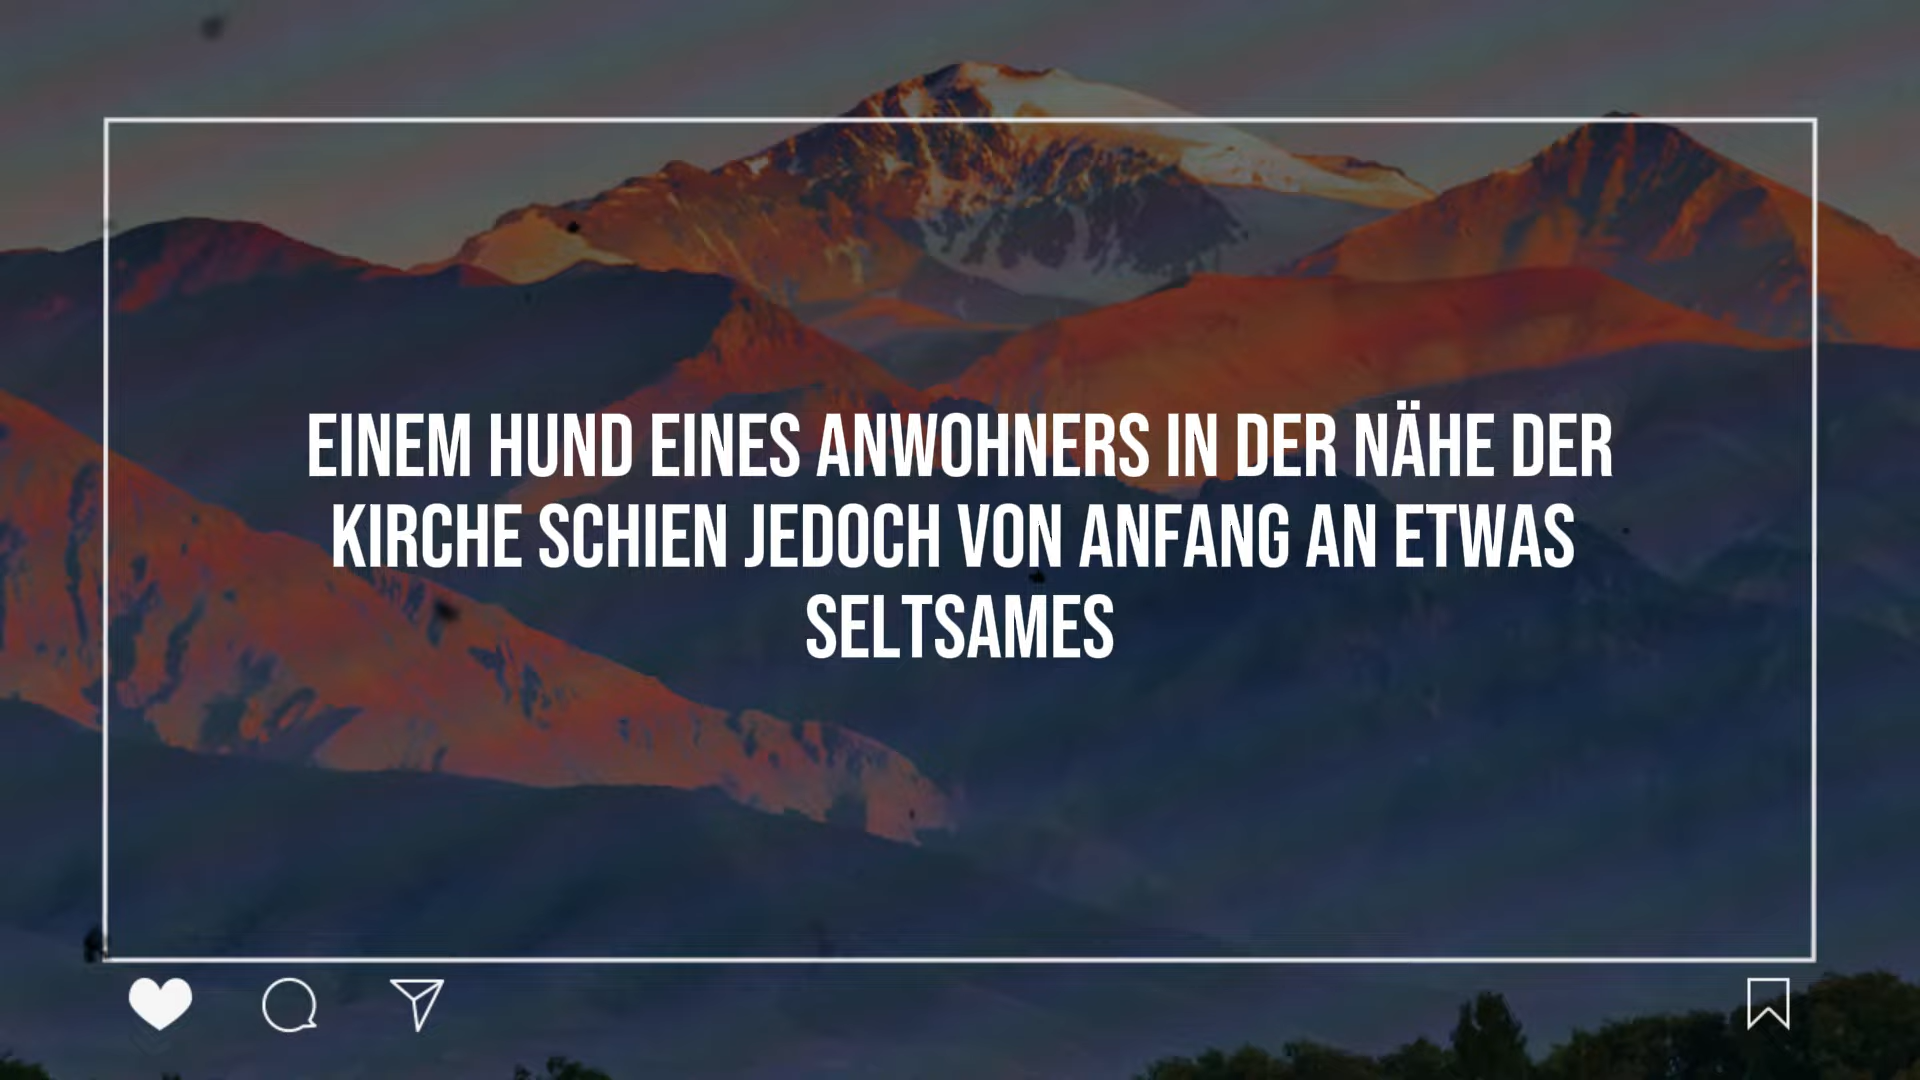 EINEM HUND EINES ANWOHNERS IN DER NÄHE DER
KIRCHE SCHIEN JEDOCH VON ANFANG AN ETWAS
SELTSAMES